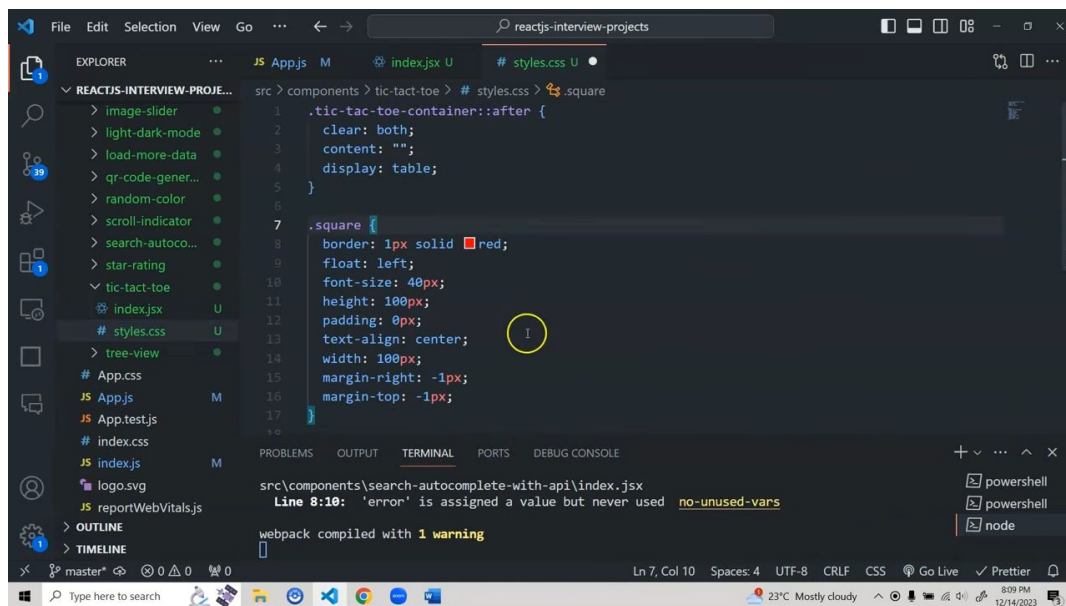 File Edit Selection View Go ··· reactjs-interview-projects
EXPLORER ···
JS App.js M index.jsx U # styles.css U
REACTJS-INTERVIEW-PROJE...
src > components > tic-tact-toe > # styles.css > .square
image-slider
light-dark-mode
load-more-data
qr-code-gener...
random-color
scroll-indicator
search-autoco...
star-rating
tic-tact-toe
index.jsx U
# styles.css U
tree-view
# App.css
JS App.js M
JS App.test.js
# index.css
JS index.js M
logo.svg
JS reportWebVitals.js
OUTLINE
TIMELINE
1 .tic-tac-toe-container::after {
2 clear: both;
3 content: "";
4 display: table;
5 }
6
7 .square {
8 border: 1px solid red;
9 float: left;
10 font-size: 40px;
11 height: 100px;
12 padding: 0px;
13 text-align: center;
14 width: 100px;
15 margin-right: -1px;
16 margin-top: -1px;
17 }
18
PROBLEMS OUTPUT TERMINAL PORTS DEBUG CONSOLE
src\components\search-autocomplete-with-api\index.jsx
Line 8:10: 'error' is assigned a value but never used no-unused-vars
webpack compiled with 1 warning
powershell
powershell
node
1
39
1
1
master* 0 0 0 Ln 7, Col 10 Spaces: 4 UTF-8 CRLF CSS Go Live Prettier
Type here to search 23°C Mostly cloudy 8:09 PM
12/14/2023